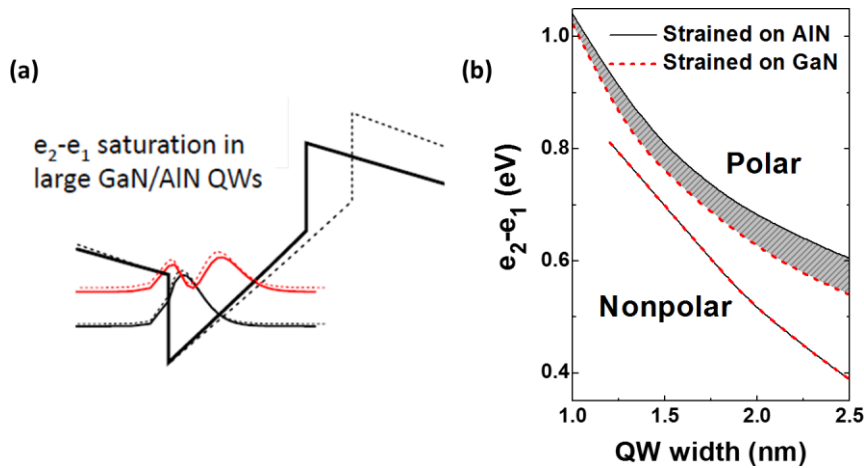 (a)
e₂-e₁ saturation in
large GaN/AlN QWs
(b)
Strained on AlN
Strained on GaN
Polar
Nonpolar
e₂-e₁ (eV)
1.0
0.8
0.6
0.4
1.0 1.5 2.0 2.5
QW width (nm)